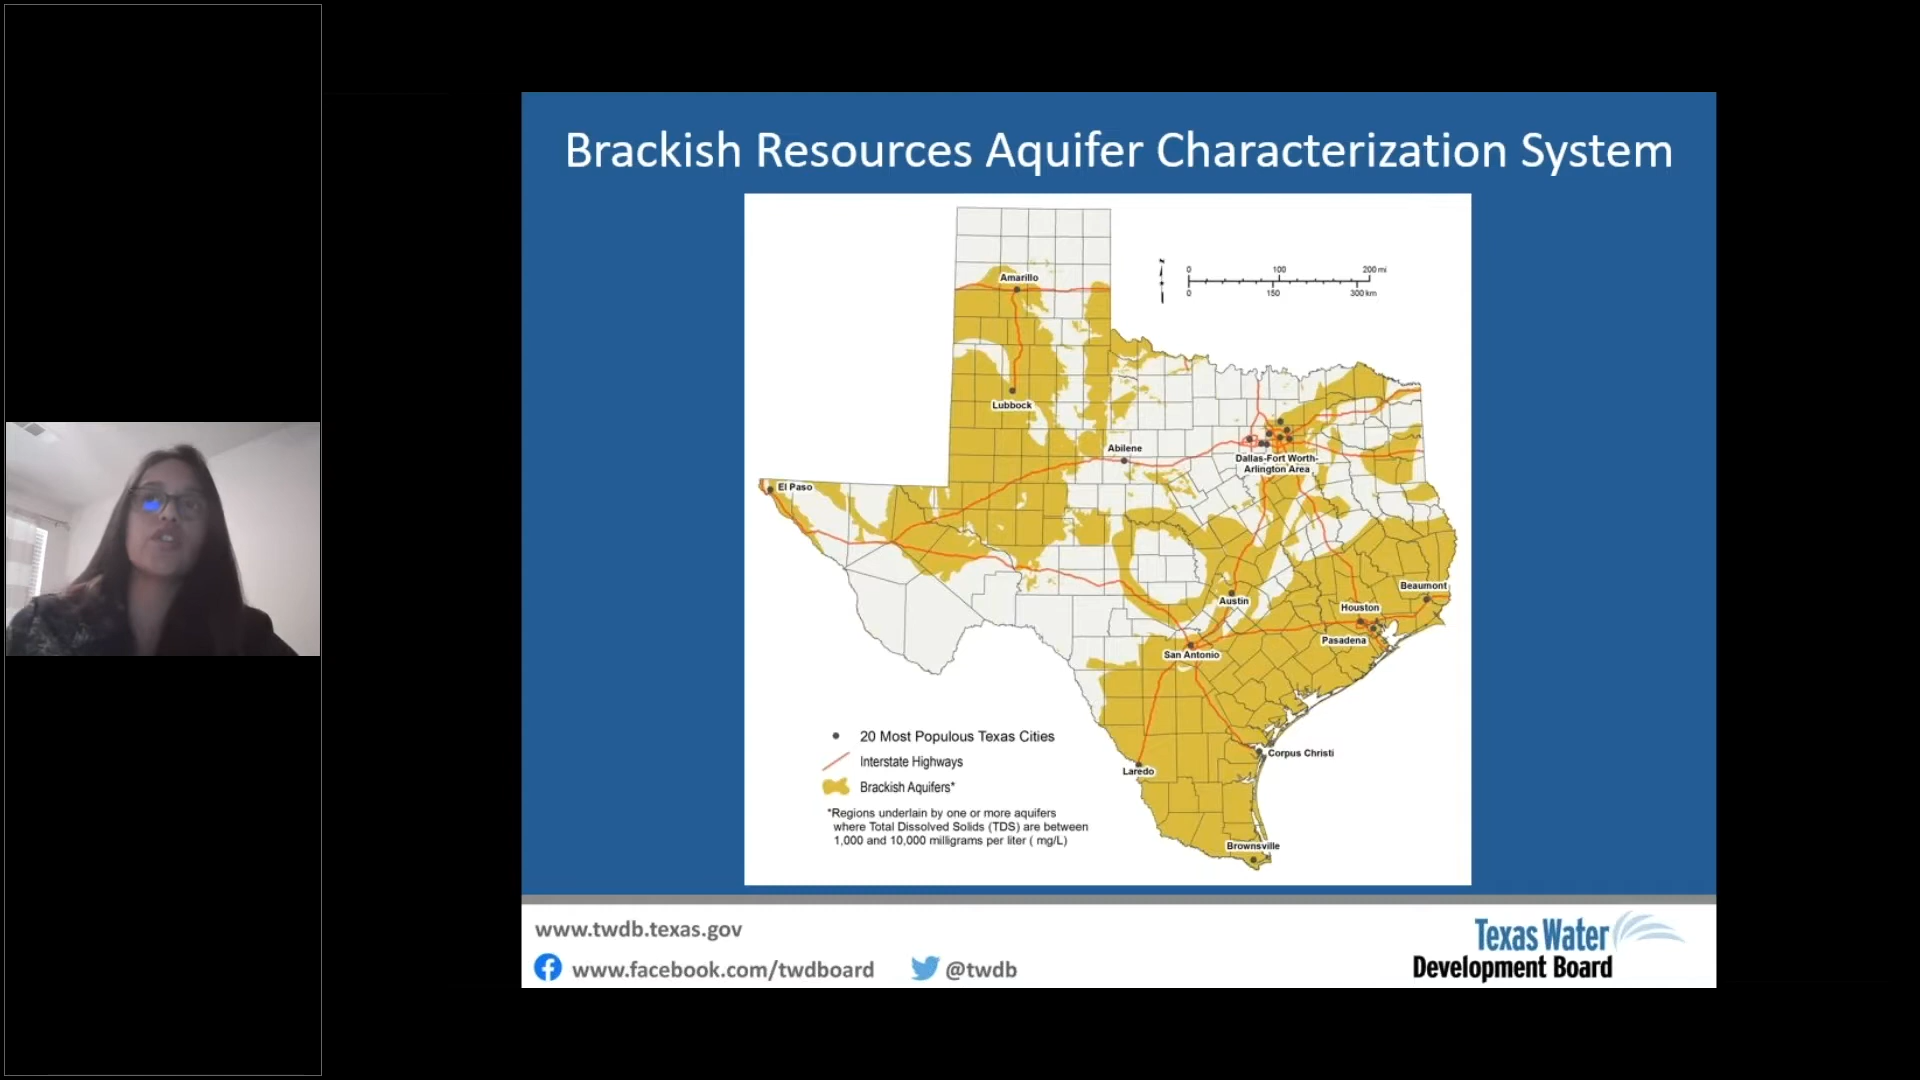 Brackish Resources Aquifer Characterization System
0 100 200 mi
0 150 300 km
Amarillo
Lubbock
Abilene
Dallas-Fort Worth-
Arlington Area
El Paso
Austin
Beaumont
Houston
Pasadena
San Antonio
Corpus Christi
Laredo
Brownsville
20 Most Populous Texas Cities
Interstate Highways
Brackish Aquifers*
*Regions underlain by one or more aquifers
where Total Dissolved Solids (TDS) are between
1,000 and 10,000 milligrams per liter ( mg/L)
www.twdb.texas.gov
www.facebook.com/twdboard @twdb
Texas Water
Development Board